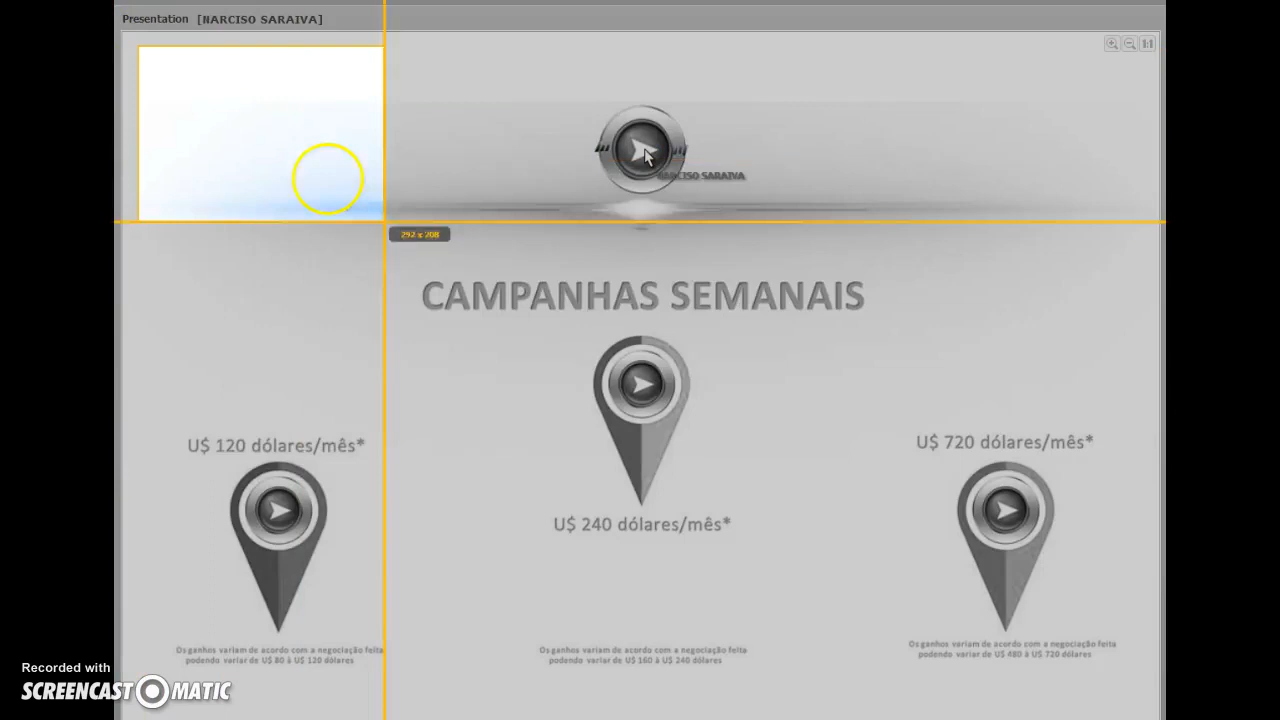 Presentation [NARCISO SARAIVA]
1:1
NARCISO SARAIVA
292 x 208
CAMPANHAS SEMANAIS
U$ 120 dólares/mês*
U$ 720 dólares/mês*
U$ 240 dólares/mês*
Os ganhos variam de acordo com a negociação feita
podendo variar de U$ 80 à U$ 120 dólares
Os ganhos variam de acordo com a negociação feita
podendo variar de U$ 160 à U$ 240 dólares
Os ganhos variam de acordo com a negociação feita
podendo variar de U$ 480 à U$ 720 dólares
Recorded with
SCREENCAST MATIC